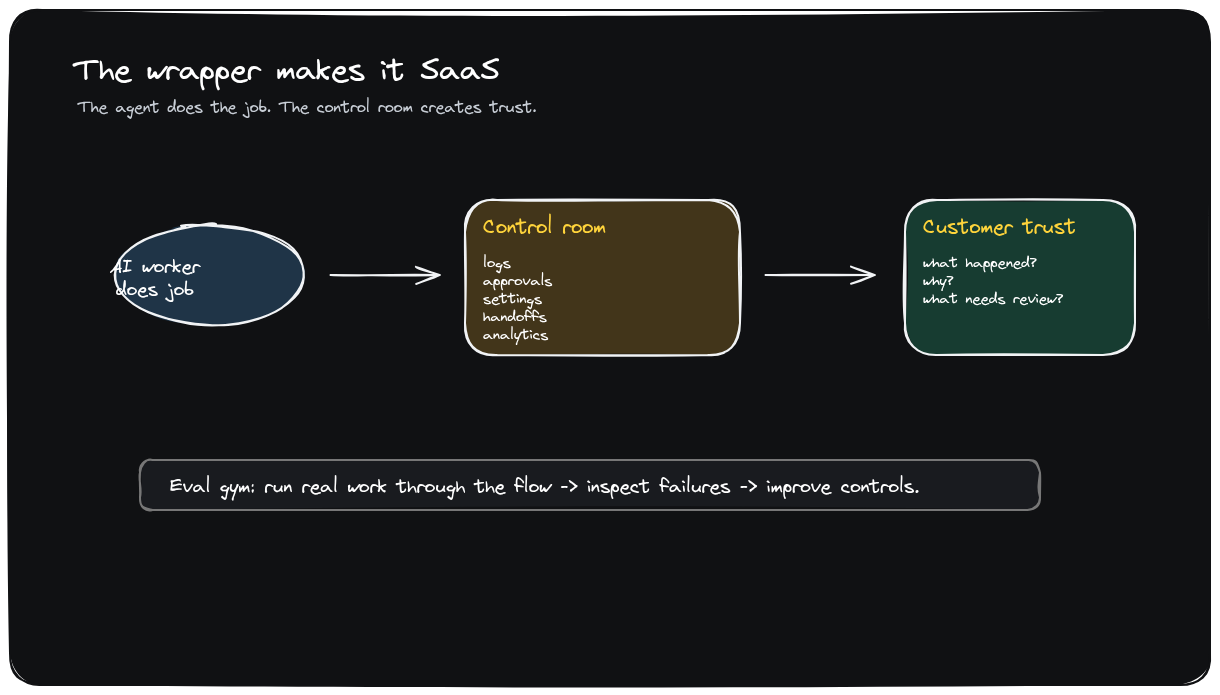 The wrapper makes it SaaS
The agent does the job. The control room creates trust.
AI worker
does job
Control room
logs
approvals
settings
handoffs
analytics
Customer trust
what happened?
why?
what needs review?
Eval gym: run real work through the flow -> inspect failures -> improve controls.